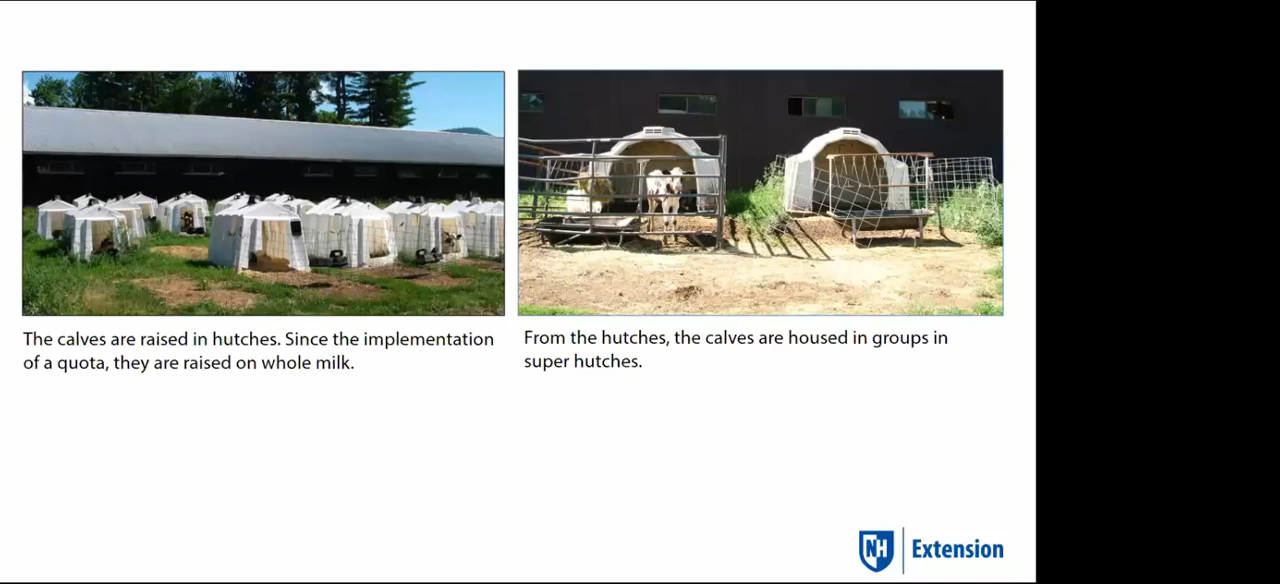 The calves are raised in hutches. Since the implementation
of a quota, they are raised on whole milk.
From the hutches, the calves are housed in groups in
super hutches.
NH Extension